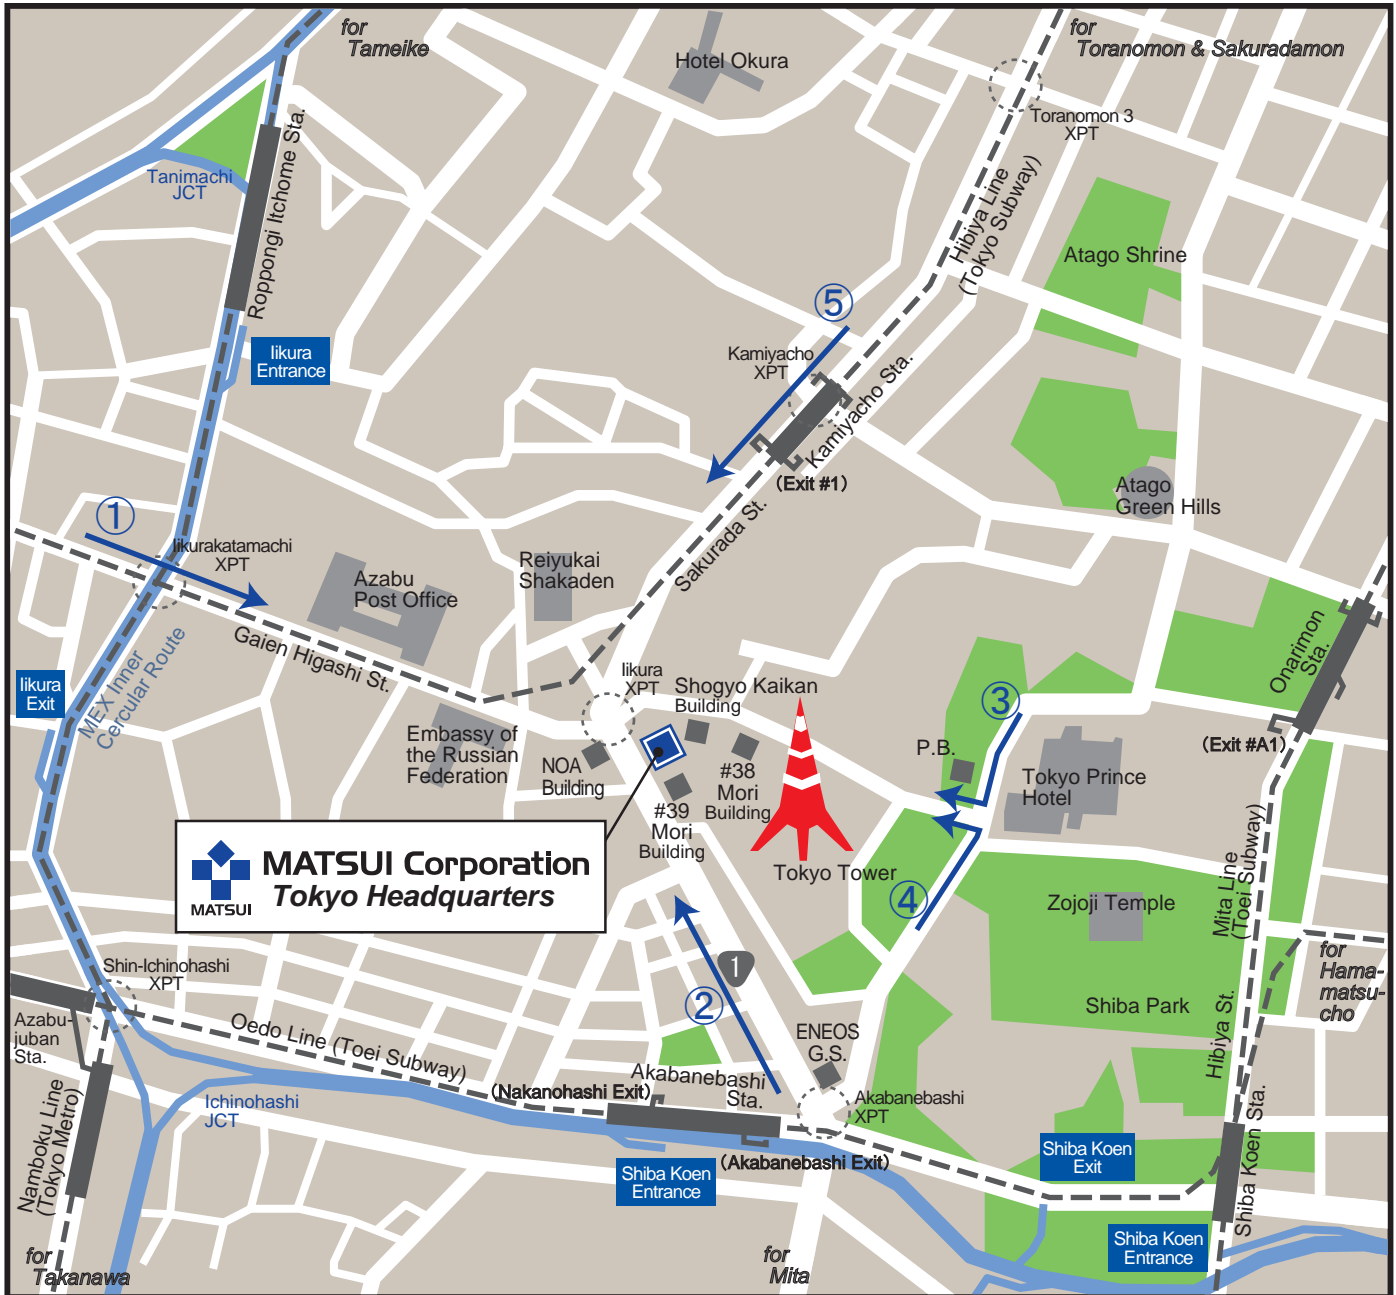 for
Tameike
for
Toranomon & Sakuradamon
Hotel Okura
Toranomon 3
XPT
Roppongi Itchome Sta.
Tanimachi
JCT
Hibiya Line
(Tokyo Subway)
Atago Shrine
⑤
Iikura
Entrance
Kamiyacho
XPT
Kamiyacho Sta.
(Exit #1)
Atago
Green Hills
①
Iikurakatamachi
XPT
Sakurada St.
Reiyukai
Shakaden
Azabu
Post Office
Gaien Higashi St.
Onarimon
Sta.
Iikura
Exit
MEX Inner
Cercular Route
Iikura
XPT
Shogyo Kaikan
Building
③
(Exit #A1)
Embassy of
the Russian
Federation
NOA
Building
#38
Mori
Building
P.B.
Tokyo Prince
Hotel
#39
Mori
Building
MATSUI
MATSUI Corporation
Tokyo Headquarters
Tokyo Tower
④
Zojoji Temple
Mita Line
(Toei Subway)
Shin-Ichinohashi
XPT
1
②
for
Hama-
matsu-
cho
Azabu-
juban
Sta.
Oedo Line (Toei Subway)
Shiba Park
Hibiya St.
ENEOS
G.S.
(Nakanohashi Exit)
Akabanebashi
Sta.
Akabanebashi
XPT
Ichinohashi
JCT
Namboku Line
(Tokyo Metro)
(Akabanebashi Exit)
Shiba Koen
Entrance
Shiba Koen
Exit
Shiba Koen Sta.
Shiba Koen
Entrance
for
Takanawa
for
Mita